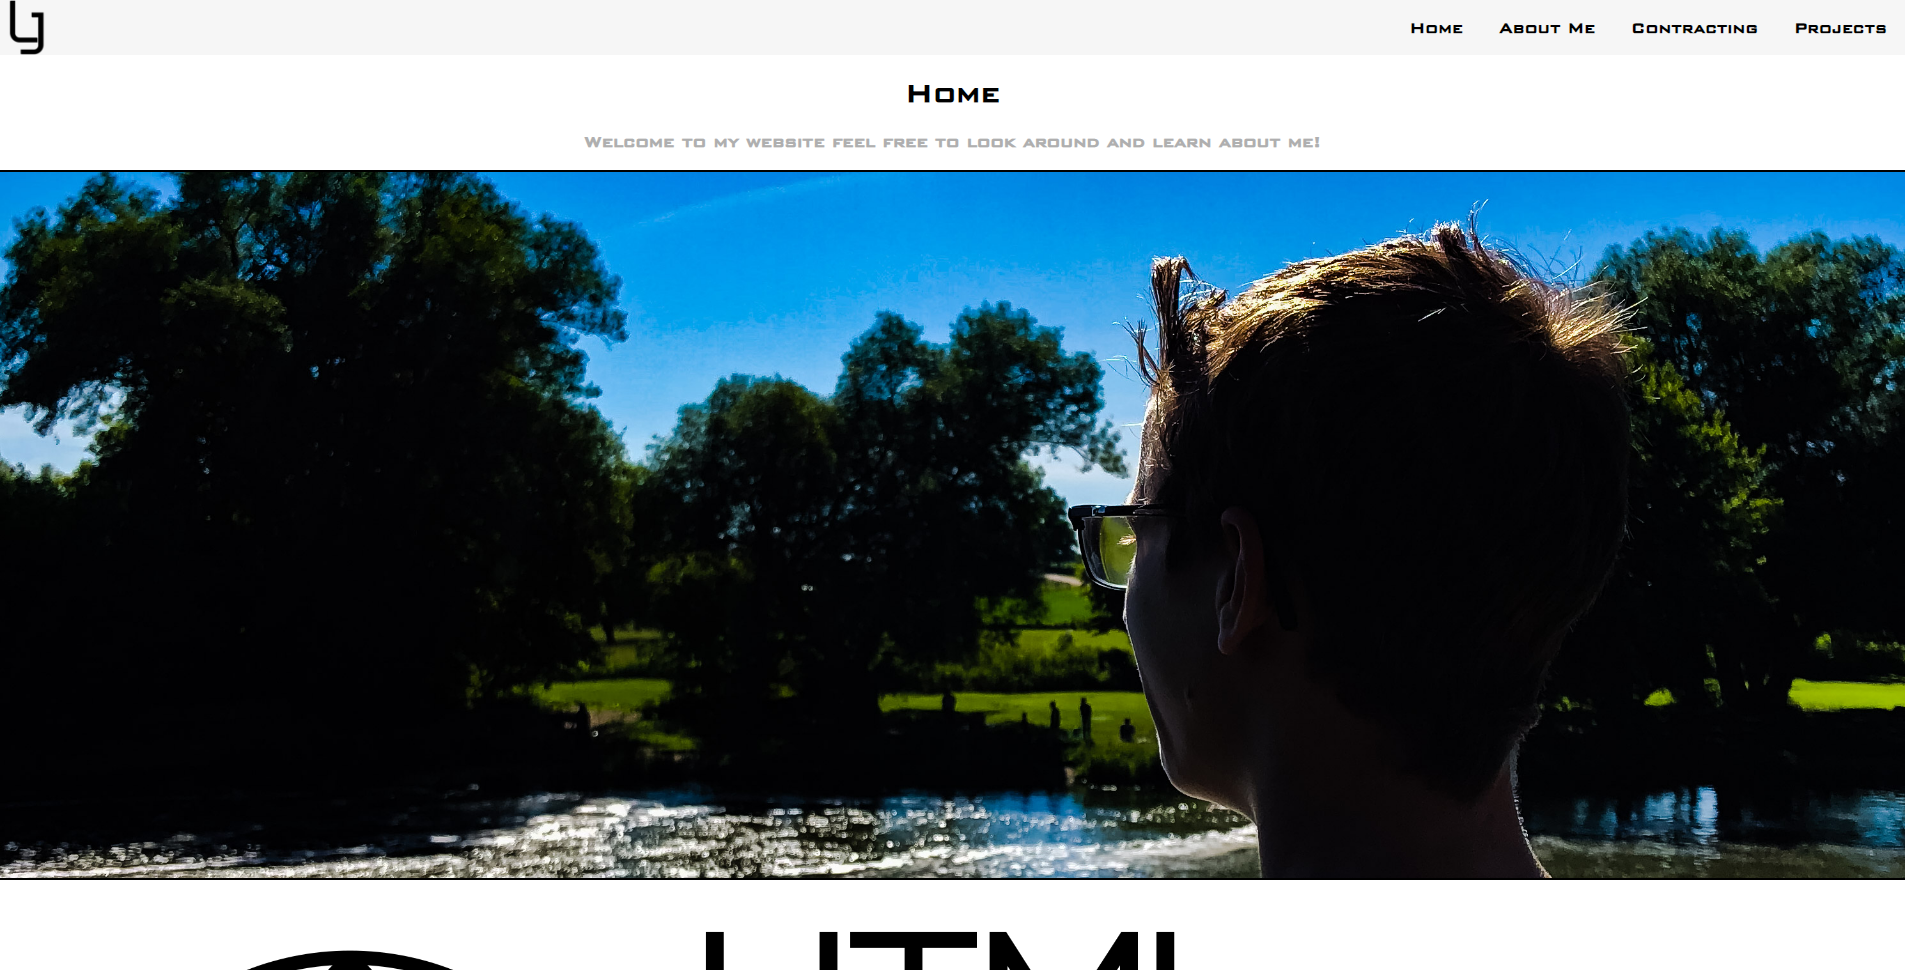 LJ
Home About Me Contracting Projects
Home
Welcome to my website feel free to look around and learn about me!
HTML